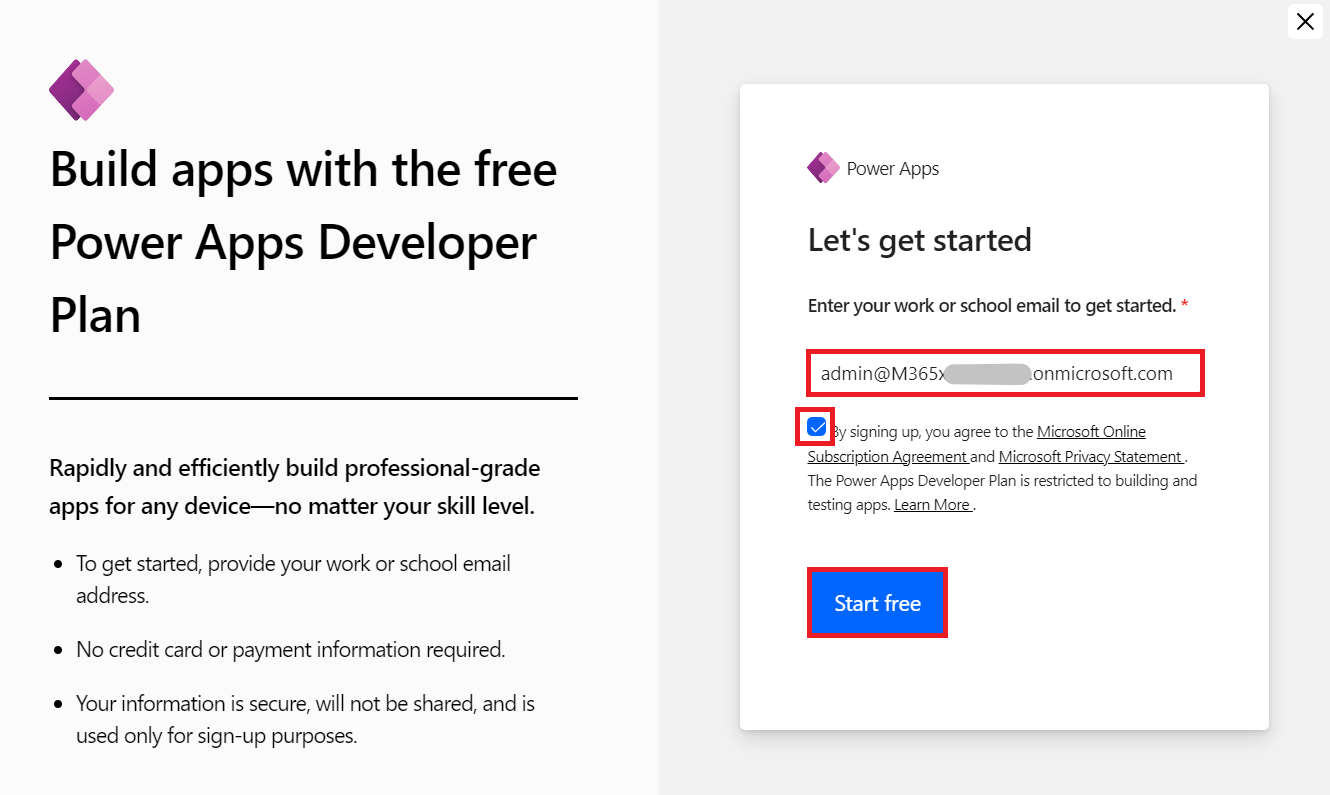 Build apps with the free
Power Apps Developer
Plan
Rapidly and efficiently build professional-grade
apps for any device—no matter your skill level.
• To get started, provide your work or school email
address.
• No credit card or payment information required.
• Your information is secure, will not be shared, and is
used only for sign-up purposes.
Power Apps
Let's get started
Enter your work or school email to get started. *
admin@M365x .onmicrosoft.com
By signing up, you agree to the Microsoft Online
Subscription Agreement and Microsoft Privacy Statement .
The Power Apps Developer Plan is restricted to building and
testing apps. Learn More .
Start free